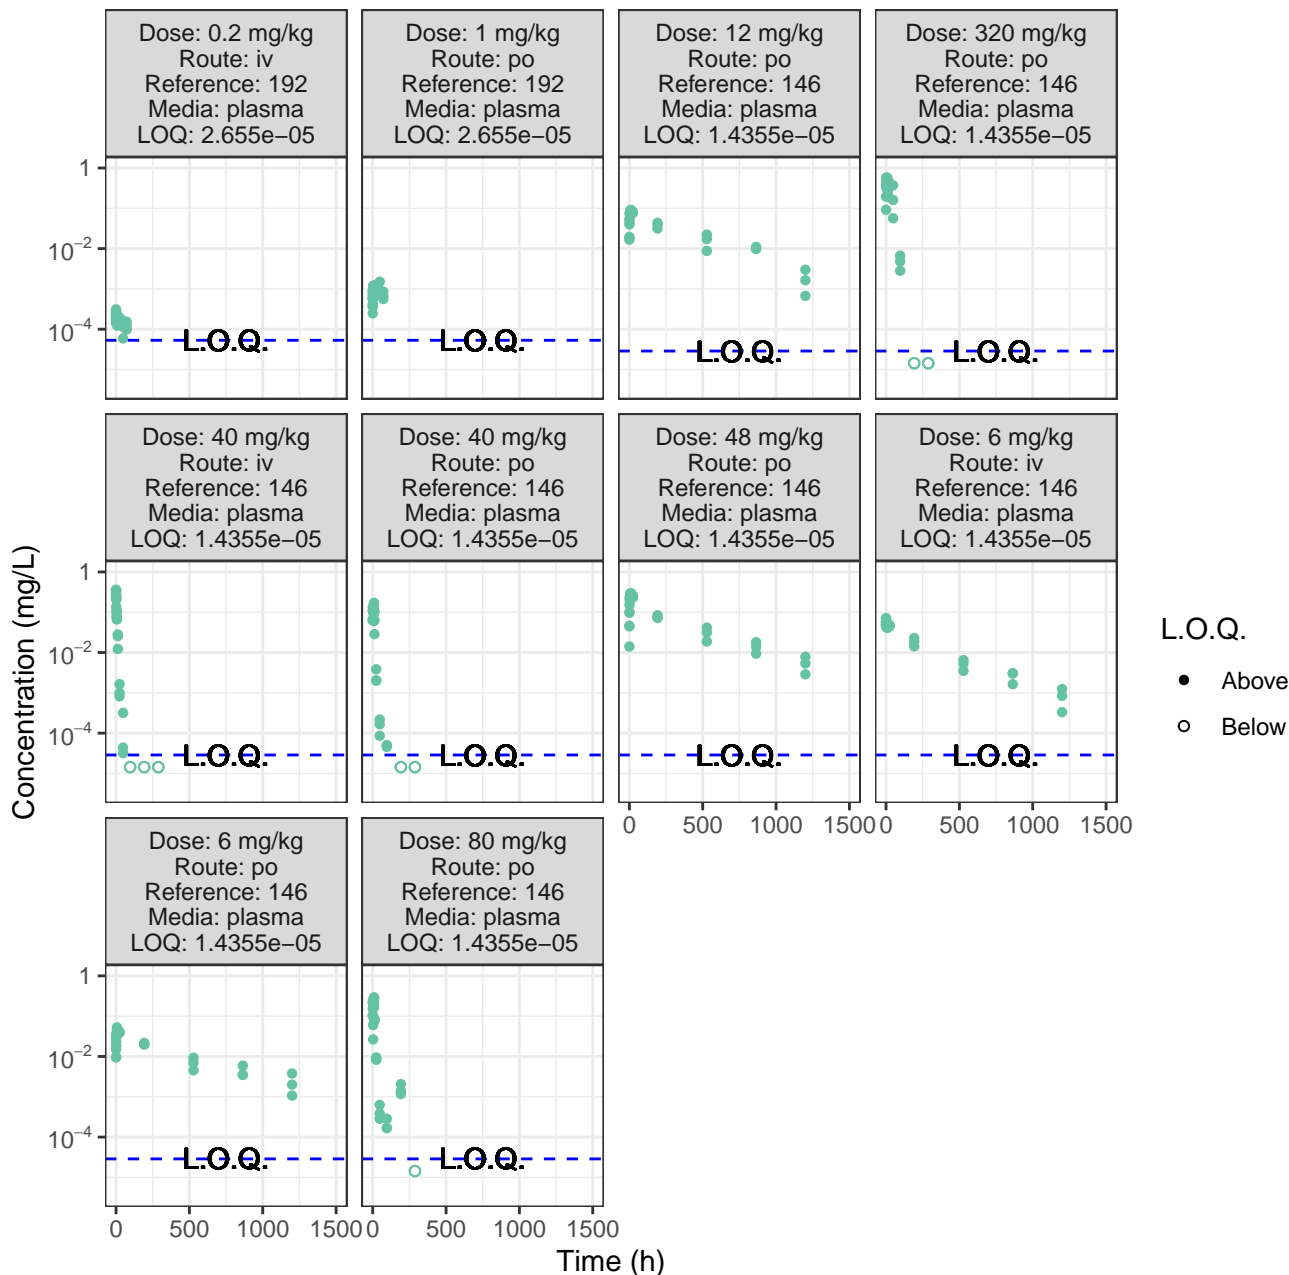 Dose: 0.2 mg/kg
Route: iv
Reference: 192
Media: plasma
LOQ: 2.655e−05
Dose: 1 mg/kg
Route: po
Reference: 192
Media: plasma
LOQ: 2.655e−05
Dose: 12 mg/kg
Route: po
Reference: 146
Media: plasma
LOQ: 1.4355e−05
Dose: 320 mg/kg
Route: po
Reference: 146
Media: plasma
LOQ: 1.4355e−05
1
10−2
10−4
L.O.Q.
L.O.Q.
L.O.Q.
L.O.Q.
Dose: 40 mg/kg
Route: iv
Reference: 146
Media: plasma
LOQ: 1.4355e−05
Dose: 40 mg/kg
Route: po
Reference: 146
Media: plasma
LOQ: 1.4355e−05
Dose: 48 mg/kg
Route: po
Reference: 146
Media: plasma
LOQ: 1.4355e−05
Dose: 6 mg/kg
Route: iv
Reference: 146
Media: plasma
LOQ: 1.4355e−05
1
10−2
10−4
L.O.Q.
L.O.Q.
L.O.Q.
L.O.Q.
0 500 1000 1500
0 500 1000 1500
Dose: 6 mg/kg
Route: po
Reference: 146
Media: plasma
LOQ: 1.4355e−05
Dose: 80 mg/kg
Route: po
Reference: 146
Media: plasma
LOQ: 1.4355e−05
1
10−2
10−4
L.O.Q.
L.O.Q.
0 500 1000 1500
0 500 1000 1500
Time (h)
Concentration (mg/L)
L.O.Q.
Above
Below